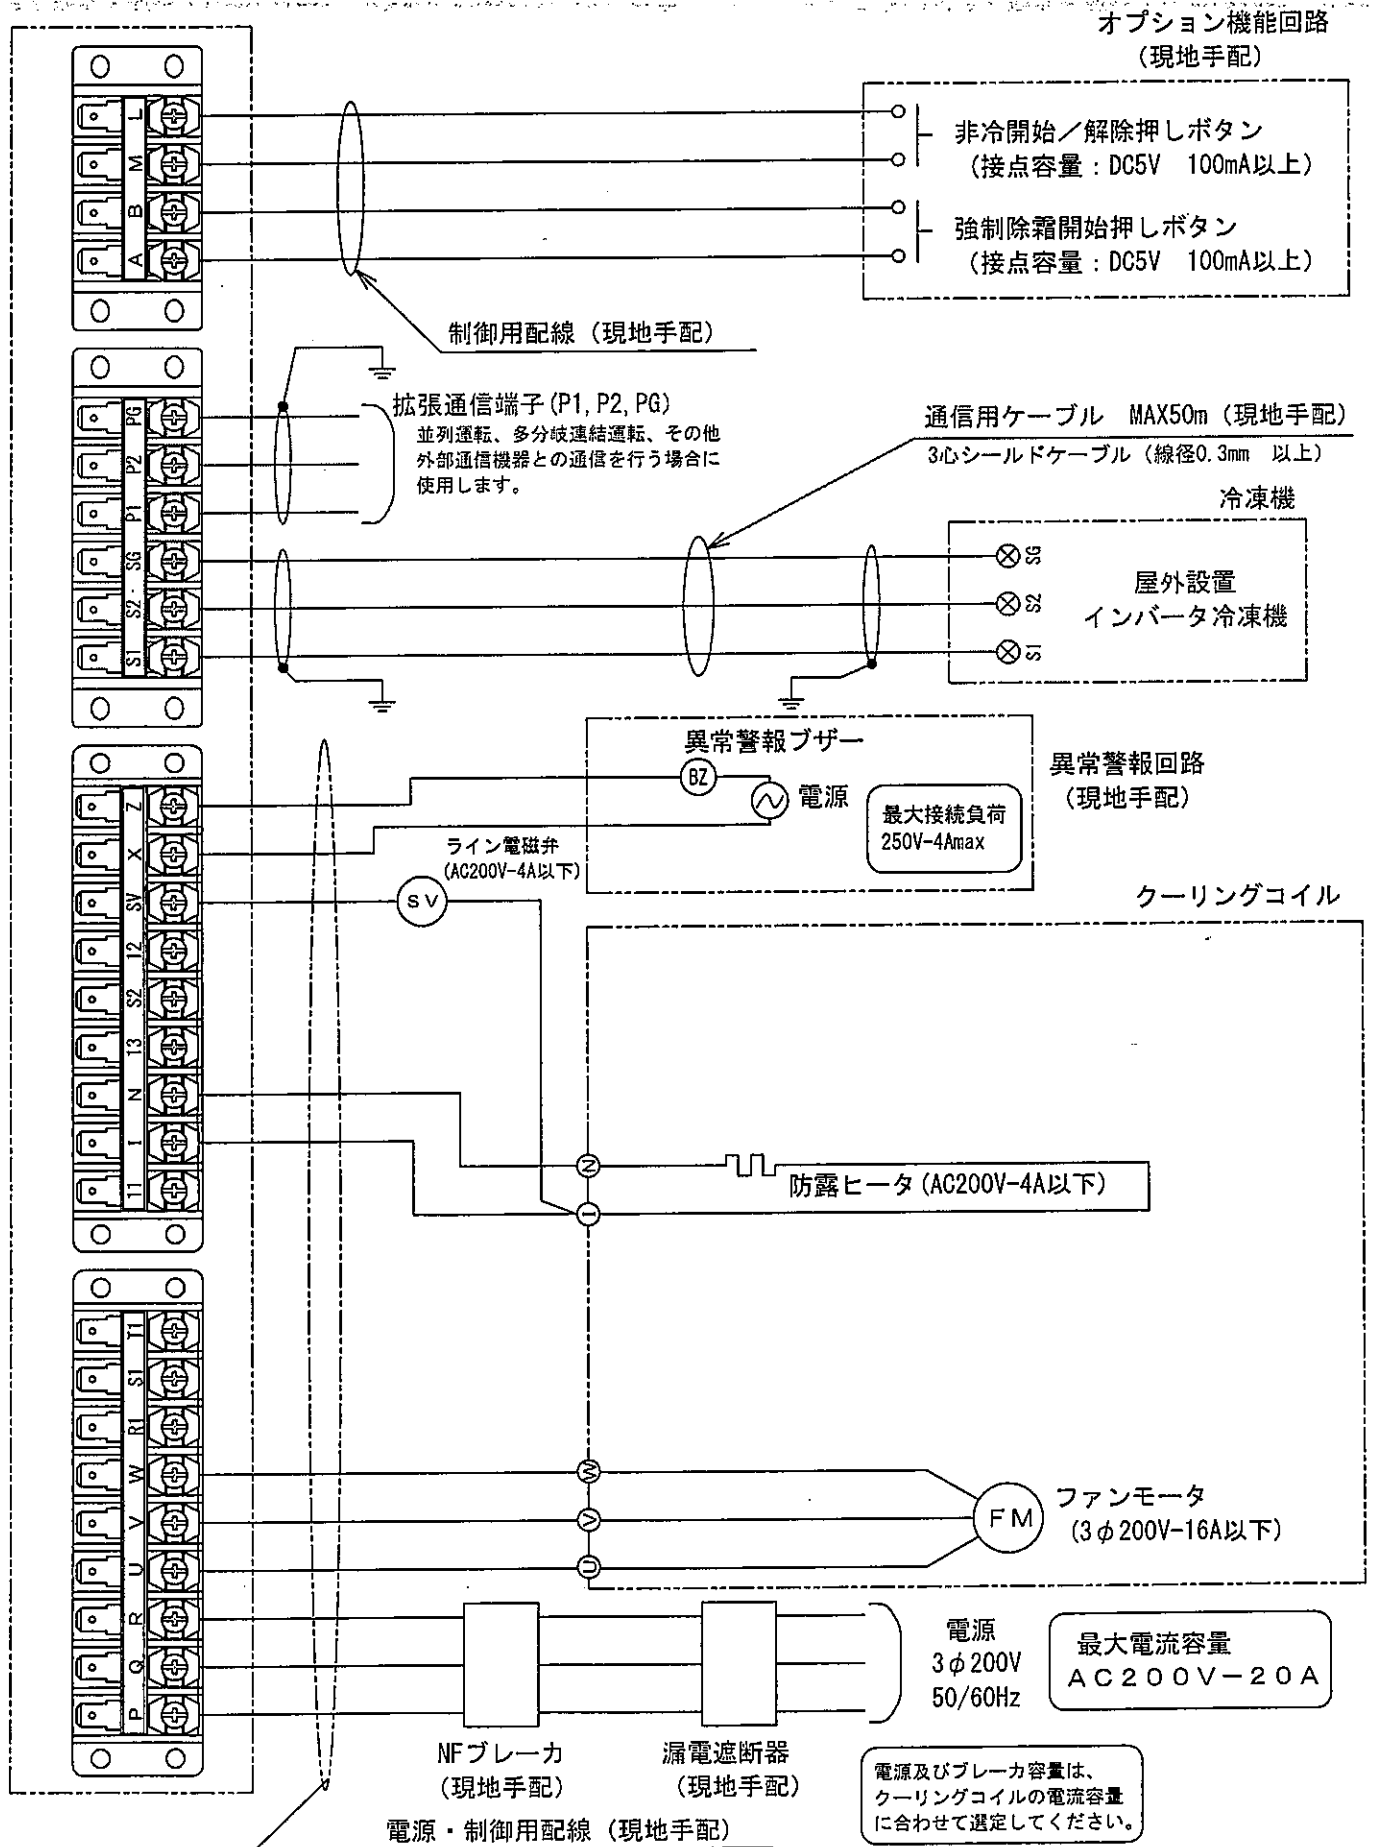 オプション機能回路
（現地手配）
L
M
B
A
非冷開始／解除押しボタン
（接点容量：DC5V 100mA以上）
強制除霜開始押しボタン
（接点容量：DC5V 100mA以上）
制御用配線（現地手配）
PG
P2
P1
SG
S2
S1
拡張通信端子(P1, P2, PG)
並列運転、多分岐連結運転、その他
外部通信機器との通信を行う場合に
使用します。
通信用ケーブル MAX50m（現地手配）
3心シールドケーブル（線径0.3mm 以上）
冷凍機
SG
S2
S1
屋外設置
インバータ冷凍機
Z
X
SV
12
S2
13
N
I
11
異常警報ブザー
BZ
電源
最大接続負荷
250V-4Amax
異常警報回路
（現地手配）
ライン電磁弁
(AC200V-4A以下)
SV
クーリングコイル
N
I
防露ヒータ(AC200V-4A以下)
T1
S1
R1
W
V
U
R
Q
P
W
V
U
FM
ファンモータ
(3φ200V-16A以下)
電源
3φ200V
50/60Hz
最大電流容量
AC200V－20A
NFブレーカ
（現地手配）
漏電遮断器
（現地手配）
電源及びブレーカ容量は、
クーリングコイルの電流容量
に合わせて選定してください。
電源・制御用配線（現地手配）